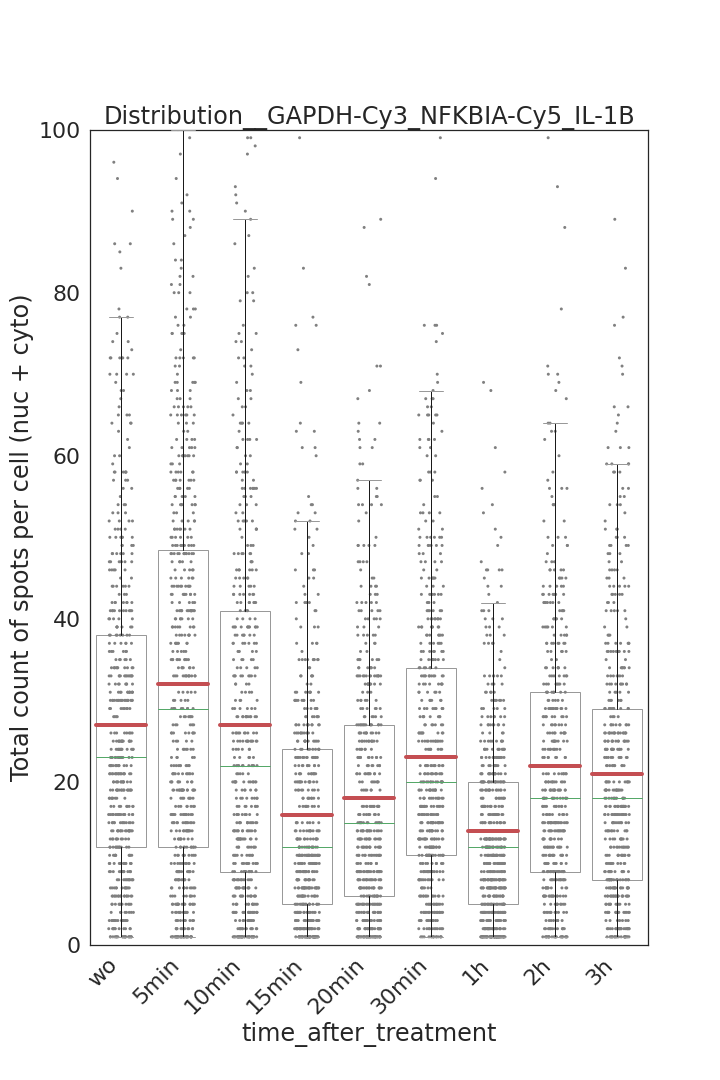 Distribution__GAPDH-Cy3_NFKBIA-Cy5_IL-1B
Total count of spots per cell (nuc + cyto)
100
80
60
40
20
0
wo
5min
10min
15min
20min
30min
1h
2h
3h
time_after_treatment